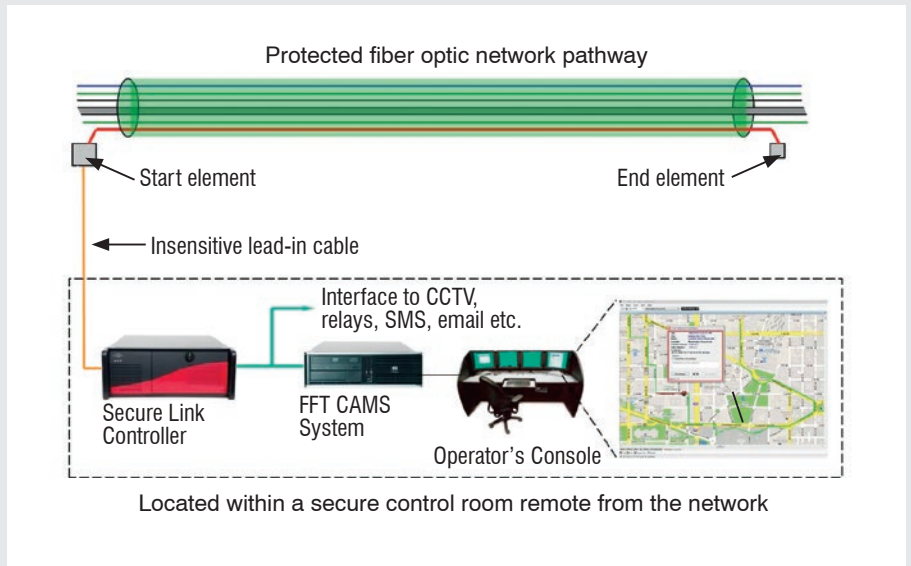 Protected fiber optic network pathway
Start element
End element
Insensitive lead-in cable
Interface to CCTV,
relays, SMS, email etc.
Secure Link
Controller
FFT CAMS
System
Operator's Console
Located within a secure control room remote from the network